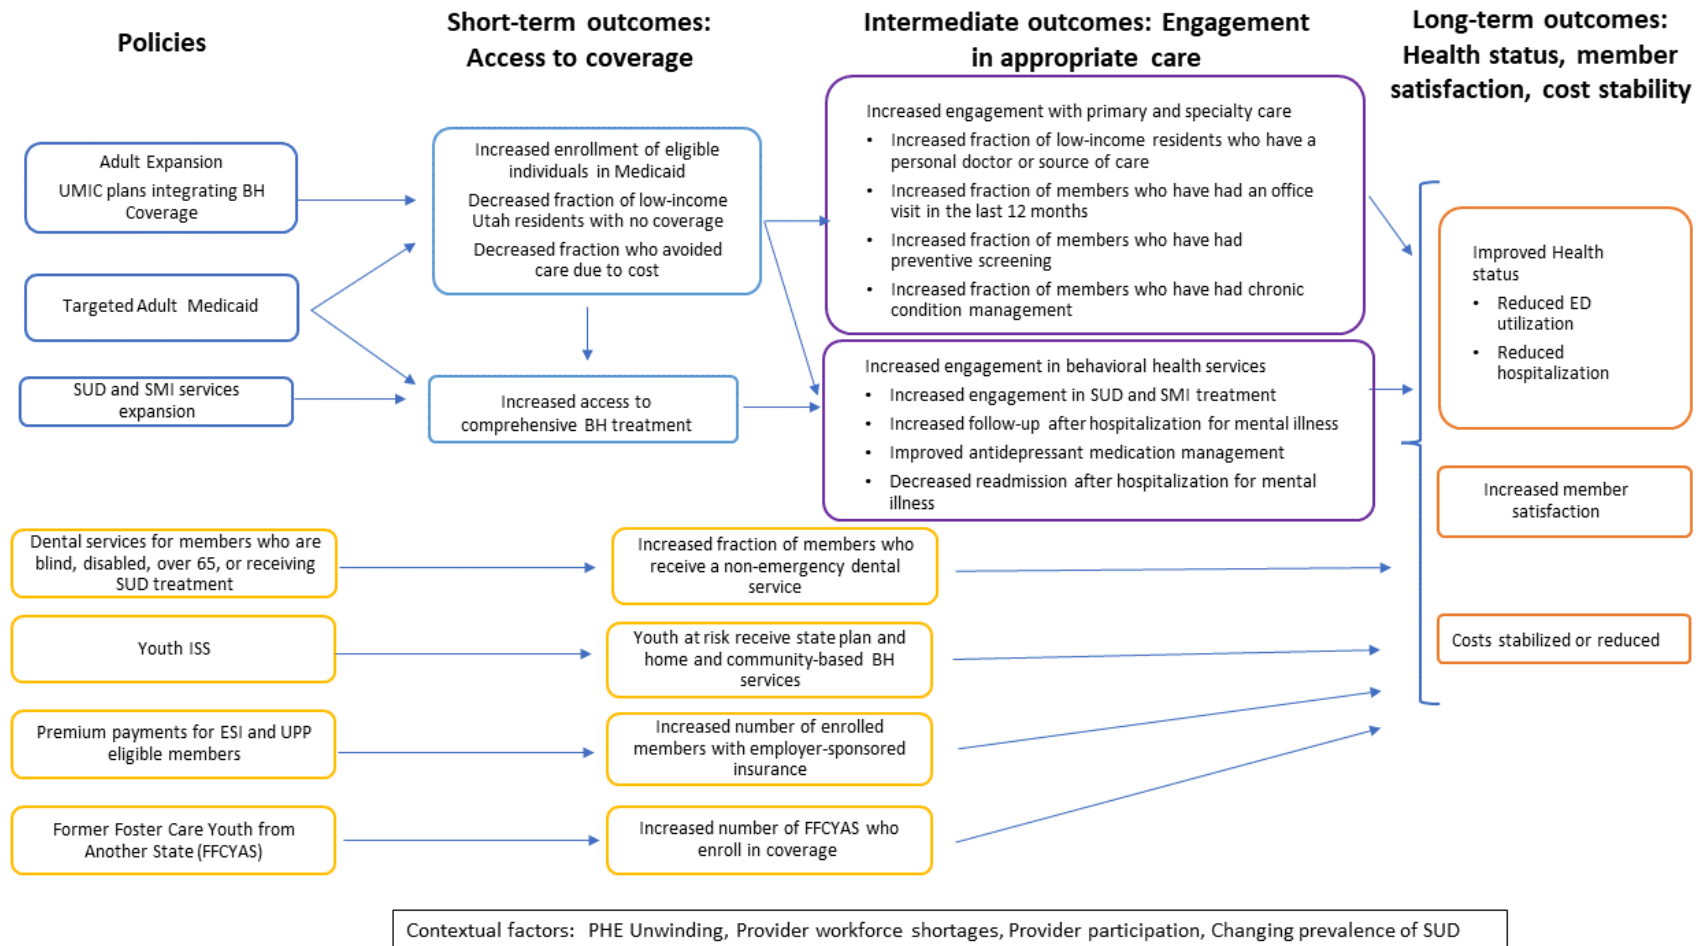 Policies
Short-term outcomes:
Access to coverage
Intermediate outcomes: Engagement
in appropriate care
Long-term outcomes:
Health status, member
satisfaction, cost stability
Adult Expansion
UMIC plans integrating BH
Coverage
Targeted Adult Medicaid
SUD and SMI services
expansion
Increased enrollment of eligible
individuals in Medicaid
Decreased fraction of low-income
Utah residents with no coverage
Decreased fraction who avoided
care due to cost
Increased access to
comprehensive BH treatment
Increased engagement with primary and specialty care
• Increased fraction of low-income residents who have a
personal doctor or source of care
• Increased fraction of members who have had an office
visit in the last 12 months
• Increased fraction of members who have had
preventive screening
• Increased fraction of members who have had chronic
condition management
Increased engagement in behavioral health services
• Increased engagement in SUD and SMI treatment
• Increased follow-up after hospitalization for mental illness
• Improved antidepressant medication management
• Decreased readmission after hospitalization for mental
illness
Improved Health
status
• Reduced ED
utilization
• Reduced
hospitalization
Increased member
satisfaction
Costs stabilized or reduced
Dental services for members who are
blind, disabled, over 65, or receiving
SUD treatment
Increased fraction of members who
receive a non-emergency dental
service
Youth ISS
Youth at risk receive state plan and
home and community-based BH
services
Premium payments for ESI and UPP
eligible members
Increased number of enrolled
members with employer-sponsored
insurance
Former Foster Care Youth from
Another State (FFCYAS)
Increased number of FFCYAS who
enroll in coverage
Contextual factors: PHE Unwinding, Provider workforce shortages, Provider participation, Changing prevalence of SUD